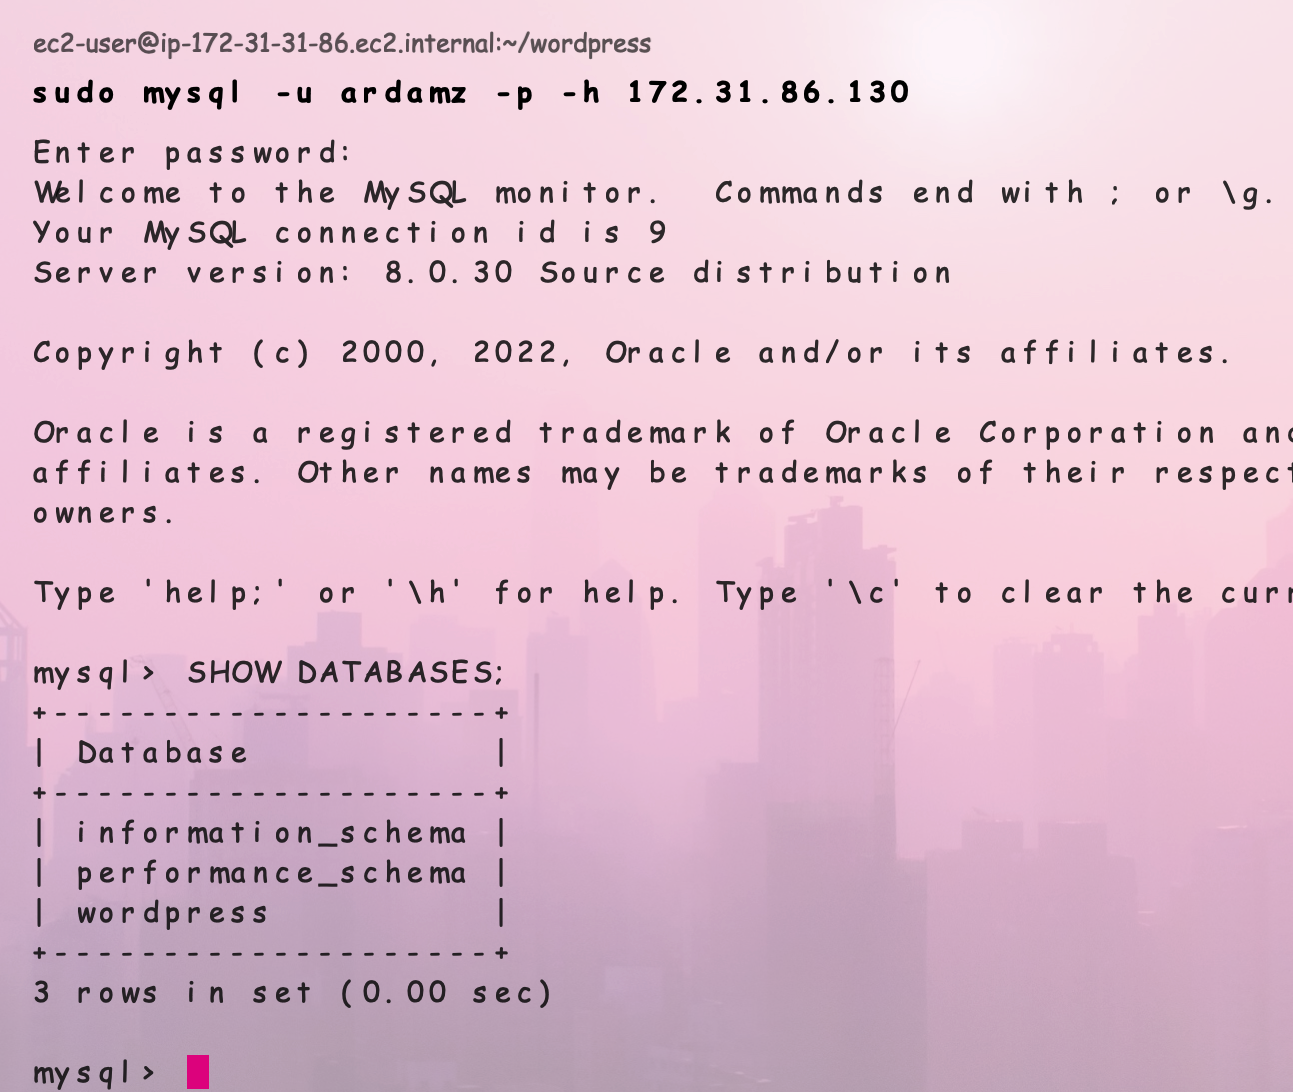 ec2-user@ip-172-31-31-86.ec2.internal:~/wordpress
sudo mysql -u ardamz -p -h 172.31.86.130
Enter password:
Welcome to the MySQL monitor.  Commands end with ; or \g.
Your MySQL connection id is 9
Server version: 8.0.30 Source distribution
Copyright (c) 2000, 2022, Oracle and/or its affiliates.
Oracle is a registered trademark of Oracle Corporation
affiliates. Other names may be trademarks of their
owners.
Type 'help;' or '\h' for help. Type '\c' to clear the
mysql> SHOW DATABASES;
+--------------------+
| Database           |
+--------------------+
| information_schema |
| performance_schema |
| wordpress          |
+--------------------+
3 rows in set (0.00 sec)
mysql>